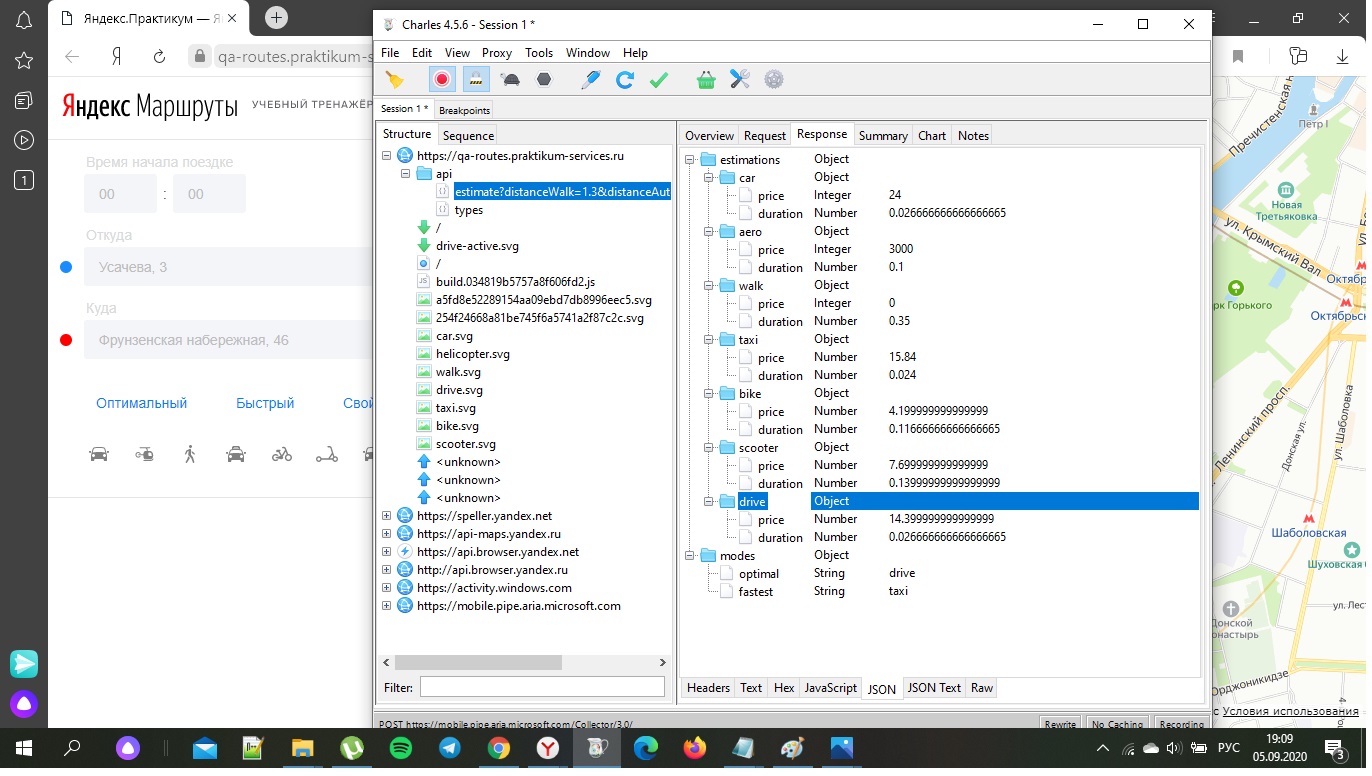 Яндекс.Практикум — Я
qa-routes.praktikum-s
Яндекс Маршруты
УЧЕБНЫЙ ТРЕНАЖЁР
Время начала поездке
00 : 00
Откуда
Усачева, 3
Куда
Фрунзенская набережная, 46
Оптимальный Быстрый Свой
Charles 4.5.6 - Session 1 *
File Edit View Proxy Tools Window Help
Session 1 * Breakpoints
Structure Sequence
https://qa-routes.praktikum-services.ru
api
estimate?distanceWalk=1.3&distanceAut
types
/
drive-active.svg
/
build.034819b5757a8f606fd2.js
a5fd8e52289154aa09ebd7db8996eec5.svg
254f24668a81be745f6a5741a2f87c2c.svg
car.svg
helicopter.svg
walk.svg
drive.svg
taxi.svg
bike.svg
scooter.svg
<unknown>
<unknown>
<unknown>
https://speller.yandex.net
https://api-maps.yandex.ru
https://api.browser.yandex.net
http://api.browser.yandex.ru
https://activity.windows.com
https://mobile.pipe.aria.microsoft.com
Filter:
Overview Request Response Summary Chart Notes
estimations Object
car Object
price Integer 24
duration Number 0.026666666666666665
aero Object
price Integer 3000
duration Number 0.1
walk Object
price Integer 0
duration Number 0.35
taxi Object
price Number 15.84
duration Number 0.024
bike Object
price Number 4.199999999999999
duration Number 0.11666666666666665
scooter Object
price Number 7.699999999999999
duration Number 0.13999999999999999
drive Object
price Number 14.399999999999999
duration Number 0.026666666666666665
modes Object
optimal String drive
fastest String taxi
Headers Text Hex JavaScript JSON JSON Text Raw
POST https://mobile.pipe.aria.microsoft.com/Collector/3.0/
Rewrite No Caching Recording
Пречистенская на
Пётр I
Новая
Третьяковка
ул. Крымский Вал
Октябрь
рк Горького
Октябрьск
Ленинский просп.
Донская ул.
ул. Шаболовка
Шаболовская
Шуховская
ул. Лест
Донской
онастырь
Орджоникидзе
с Условия использования
1
РУС
19:09
05.09.2020
3